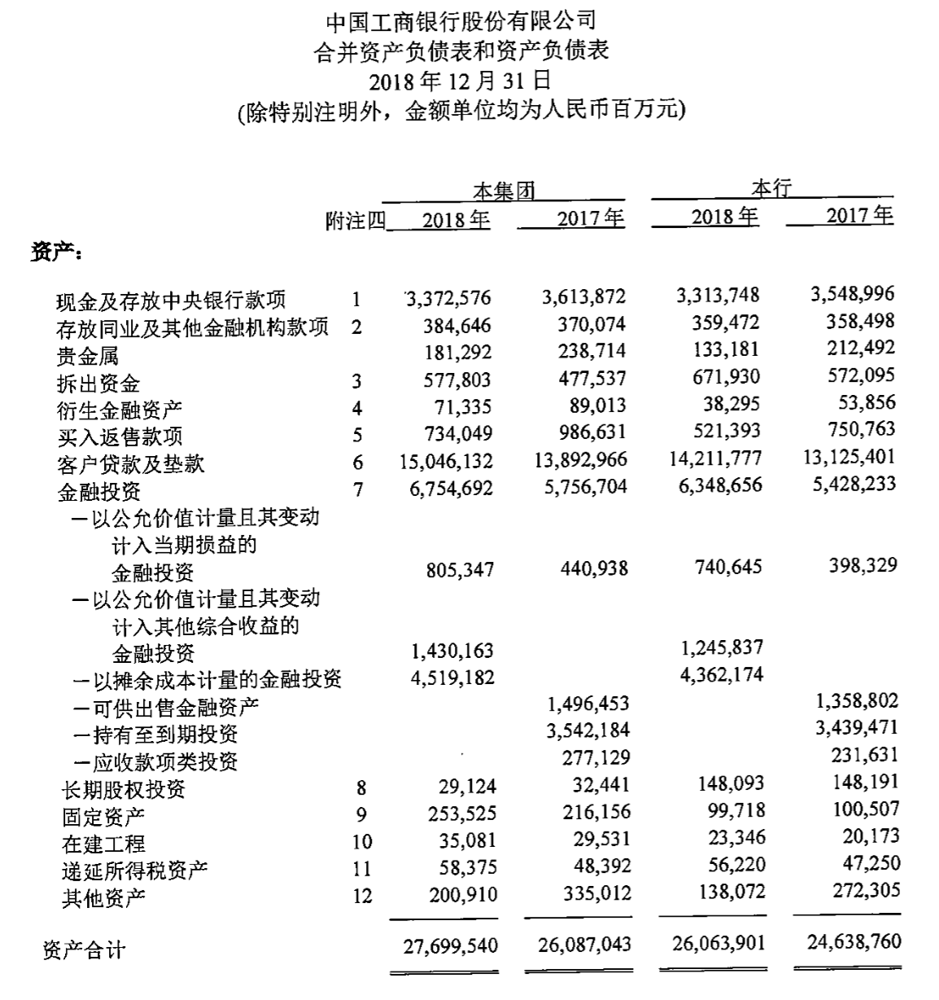 中国工商银行股份有限公司
合并资产负债表和资产负债表
2018 年 12 月 31 日
(除特别注明外，金额单位均为人民币百万元)
本集团 本行
附注四 2018 年 2017 年 2018 年 2017 年
资产：
现金及存放中央银行款项 1 3,372,576 3,613,872 3,313,748 3,548,996
存放同业及其他金融机构款项 2 384,646 370,074 359,472 358,498
贵金属 181,292 238,714 133,181 212,492
拆出资金 3 577,803 477,537 671,930 572,095
衍生金融资产 4 71,335 89,013 38,295 53,856
买入返售款项 5 734,049 986,631 521,393 750,763
客户贷款及垫款 6 15,046,132 13,892,966 14,211,777 13,125,401
金融投资 7 6,754,692 5,756,704 6,348,656 5,428,233
－以公允价值计量且其变动
计入当期损益的
金融投资 805,347 440,938 740,645 398,329
－以公允价值计量且其变动
计入其他综合收益的
金融投资 1,430,163 1,245,837
－以摊余成本计量的金融投资 4,519,182 4,362,174
－可供出售金融资产 1,496,453 1,358,802
－持有至到期投资 3,542,184 3,439,471
－应收款项类投资 277,129 231,631
长期股权投资 8 29,124 32,441 148,093 148,191
固定资产 9 253,525 216,156 99,718 100,507
在建工程 10 35,081 29,531 23,346 20,173
递延所得税资产 11 58,375 48,392 56,220 47,250
其他资产 12 200,910 335,012 138,072 272,305
资产合计 27,699,540 26,087,043 26,063,901 24,638,760